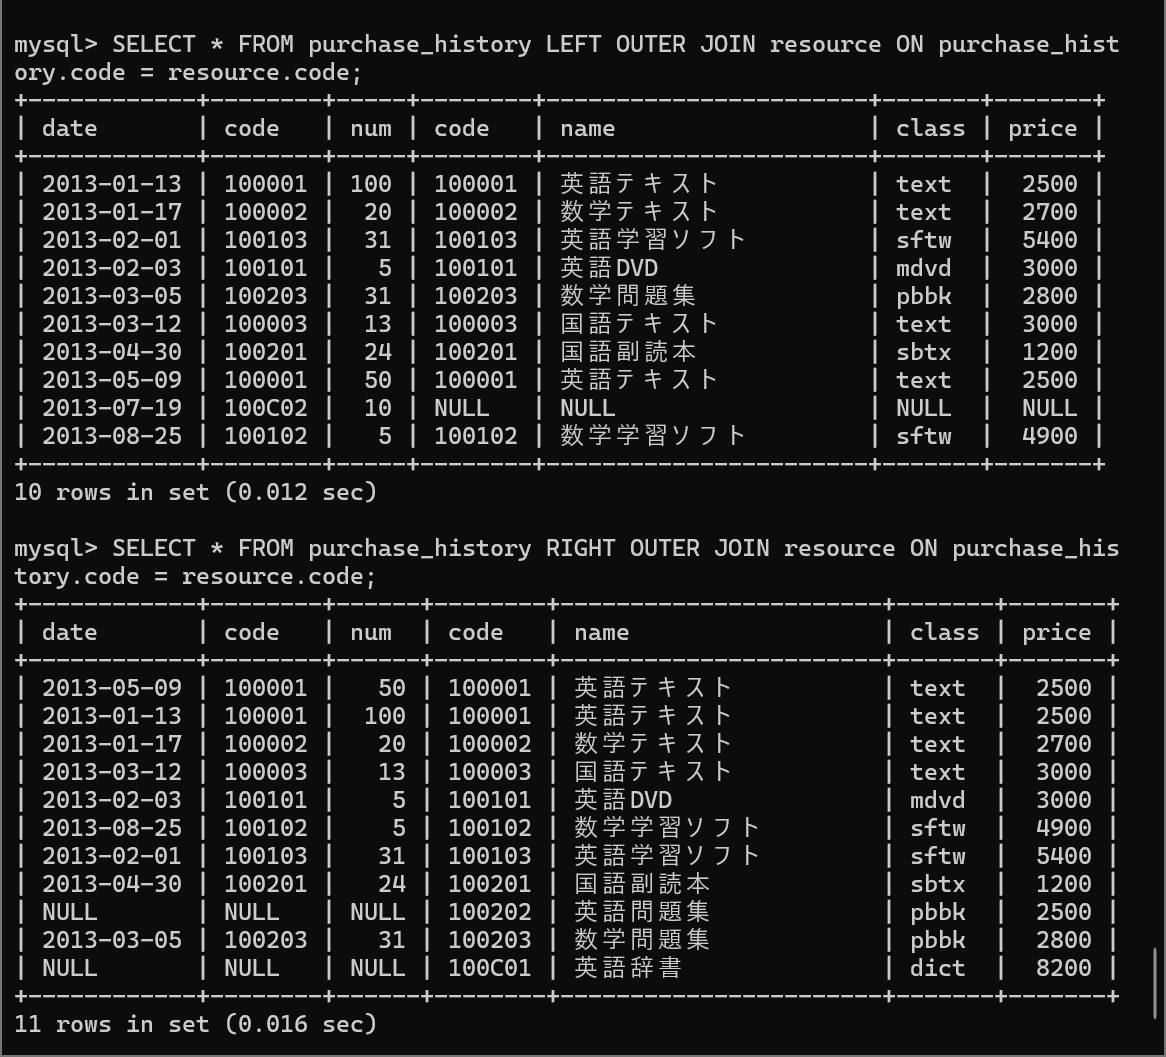 mysql> SELECT * FROM purchase_history LEFT OUTER JOIN resource ON purchase_hist
ory.code = resource.code;
+------------+--------+-----+--------+-----------------------+-------+-------+
| date       | code   | num | code   | name                  | class | price |
+------------+--------+-----+--------+-----------------------+-------+-------+
| 2013-01-13 | 100001 | 100 | 100001 | 英語テキスト          | text  |  2500 |
| 2013-01-17 | 100002 |  20 | 100002 | 数学テキスト          | text  |  2700 |
| 2013-02-01 | 100103 |  31 | 100103 | 英語学習ソフト        | sftw  |  5400 |
| 2013-02-03 | 100101 |   5 | 100101 | 英語DVD               | mdvd  |  3000 |
| 2013-03-05 | 100203 |  31 | 100203 | 数学問題集            | pbbk  |  2800 |
| 2013-03-12 | 100003 |  13 | 100003 | 国語テキスト          | text  |  3000 |
| 2013-04-30 | 100201 |  24 | 100201 | 国語副読本            | sbtx  |  1200 |
| 2013-05-09 | 100001 |  50 | 100001 | 英語テキスト          | text  |  2500 |
| 2013-07-19 | 100C02 |  10 | NULL   | NULL                  | NULL  |  NULL |
| 2013-08-25 | 100102 |   5 | 100102 | 数学学習ソフト        | sftw  |  4900 |
+------------+--------+-----+--------+-----------------------+-------+-------+
10 rows in set (0.012 sec)

mysql> SELECT * FROM purchase_history RIGHT OUTER JOIN resource ON purchase_his
tory.code = resource.code;
+------------+--------+------+--------+-----------------------+-------+-------+
| date       | code   | num  | code   | name                  | class | price |
+------------+--------+------+--------+-----------------------+-------+-------+
| 2013-05-09 | 100001 |   50 | 100001 | 英語テキスト          | text  |  2500 |
| 2013-01-13 | 100001 |  100 | 100001 | 英語テキスト          | text  |  2500 |
| 2013-01-17 | 100002 |   20 | 100002 | 数学テキスト          | text  |  2700 |
| 2013-03-12 | 100003 |   13 | 100003 | 国語テキスト          | text  |  3000 |
| 2013-02-03 | 100101 |    5 | 100101 | 英語DVD               | mdvd  |  3000 |
| 2013-08-25 | 100102 |    5 | 100102 | 数学学習ソフト        | sftw  |  4900 |
| 2013-02-01 | 100103 |   31 | 100103 | 英語学習ソフト        | sftw  |  5400 |
| 2013-04-30 | 100201 |   24 | 100201 | 国語副読本            | sbtx  |  1200 |
| NULL       | NULL   | NULL | 100202 | 英語問題集            | pbbk  |  2500 |
| 2013-03-05 | 100203 |   31 | 100203 | 数学問題集            | pbbk  |  2800 |
| NULL       | NULL   | NULL | 100C01 | 英語辞書              | dict  |  8200 |
+------------+--------+------+--------+-----------------------+-------+-------+
11 rows in set (0.016 sec)